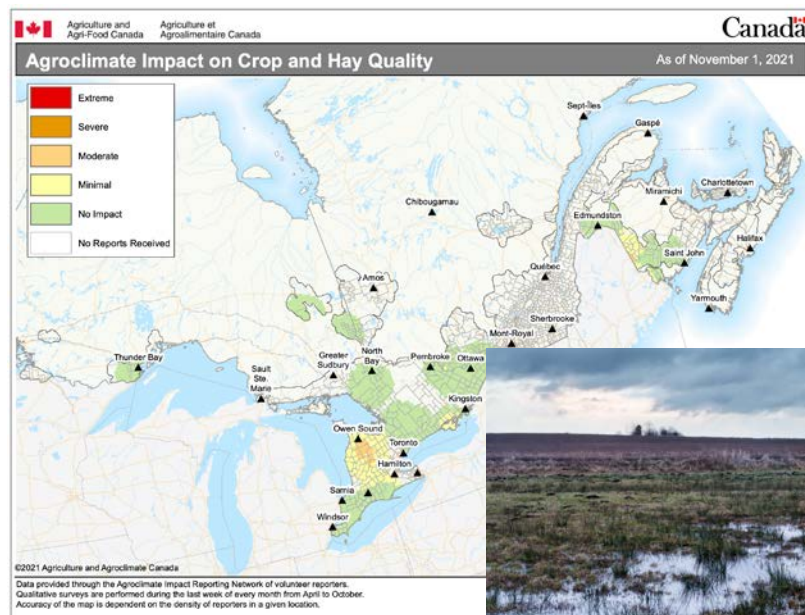 Agriculture and
Agri-Food Canada
Agriculture et
Agroalimentaire Canada
Canada
Agroclimate Impact on Crop and Hay Quality
As of November 1, 2021
Extreme
Severe
Moderate
Minimal
No Impact
No Reports Received
Sept-Îles
Gaspé
Chibougamau
Miramichi
Charlottetown
Edmundston
Halifax
Saint John
Amos
Québec
Yarmouth
Sherbrooke
Mont-Royal
Thunder Bay
Sault
Ste.
Marie
Greater
Sudbury
North
Bay
Pembroke
Ottawa
Kingston
Owen Sound
Toronto
Hamilton
Sarnia
Windsor
©2021 Agriculture and Agroclimate Canada
Data provided through the Agroclimate Impact Reporting Network of volunteer reporters.
Qualitative surveys are performed during the last week of every month from April to October.
Accuracy of the map is dependent on the density of reporters in a given location.